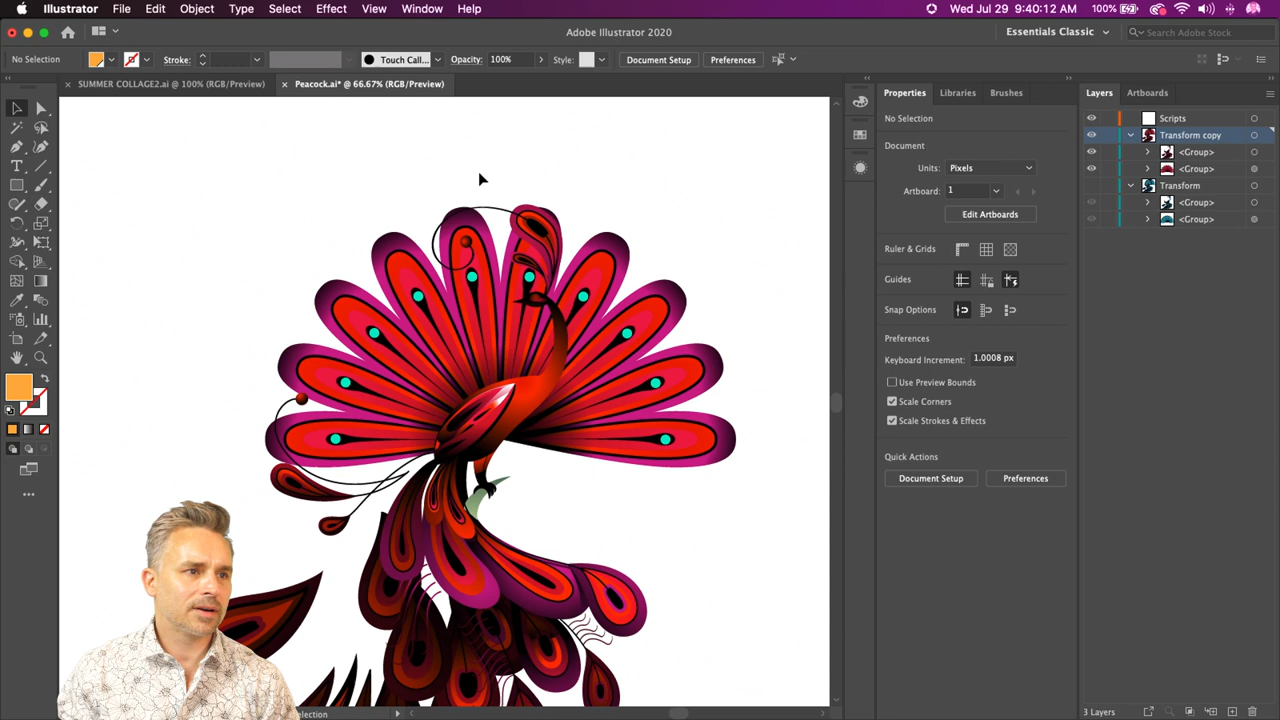 Illustrator File Edit Object Type Select Effect View Window Help 100% Wed Jul 29 9:40:12 AM
Adobe Illustrator 2020 Essentials Classic Search Adobe Stock
No Selection Stroke: Touch Call... Opacity: 100% Style: Document Setup Preferences
SUMMER COLLAGE2.ai @ 100% (RGB/Preview) Peacock.ai* @ 66.67% (RGB/Preview)
Properties Libraries Brushes
No Selection
Document
Units: Pixels
Artboard: 1
Edit Artboards
Ruler & Grids
Guides
Snap Options
Preferences
Keyboard Increment: 1.0008 px
Use Preview Bounds
Scale Corners
Scale Strokes & Effects
Quick Actions
Document Setup Preferences
Layers Artboards
Scripts
Transform copy
<Group>
<Group>
Transform
<Group>
<Group>
3 Layers